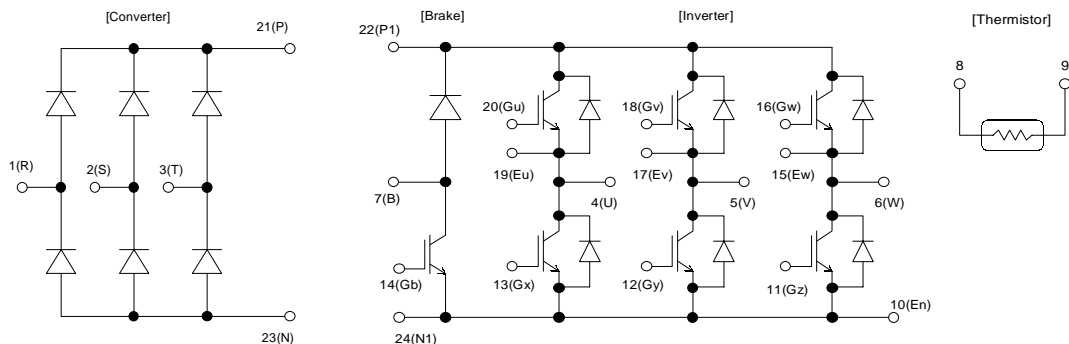 [Converter]
[Brake]
[Inverter]
[Thermistor]
21(P)
22(P1)
8
9
20(Gu)
18(Gv)
16(Gw)
1(R)
2(S)
3(T)
19(Eu)
17(Ev)
15(Ew)
7(B)
4(U)
5(V)
6(W)
14(Gb)
13(Gx)
12(Gy)
11(Gz)
10(En)
23(N)
24(N1)